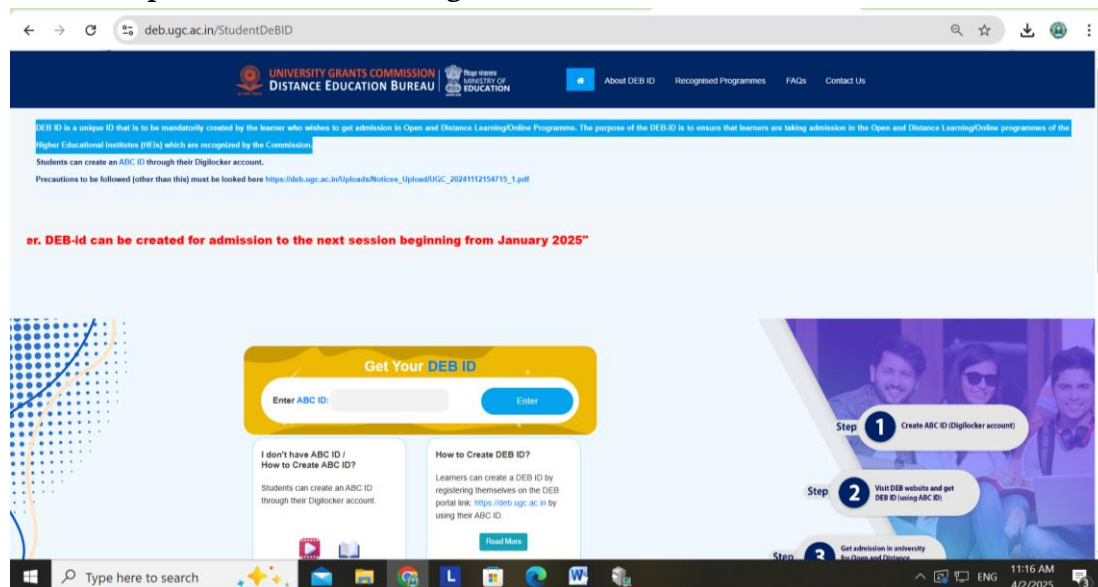 deb.ugc.ac.in/StudentDeBID
UNIVERSITY GRANTS COMMISSION
DISTANCE EDUCATION BUREAU
शिक्षा मंत्रालय
MINISTRY OF
EDUCATION
About DEB ID Recognised Programmes FAQs Contact Us
DEB ID is a unique ID that is to be mandatorily created by the learner who wishes to get admission in Open and Distance Learning/Online Programme. The purpose of the DEB-ID is to ensure that learners are taking admission in the Open and Distance Learning/Online programmes of the
Higher Educational Institutes (HEIs) which are recognized by the Commission.
Students can create an ABC ID through their Digilocker account.
Precautions to be followed (other than this) must be looked here https://deb.ugc.ac.in/Uploads/Notices_Upload/UGC_20241112154715_1.pdf
er. DEB-id can be created for admission to the next session beginning from January 2025"
Get Your DEB ID
Enter ABC ID: Enter
I don't have ABC ID /
How to Create ABC ID?
Students can create an ABC ID
through their Digilocker account.
How to Create DEB ID?
Learners can create a DEB ID by
registering themselves on the DEB
portal link: https://deb.ugc.ac.in by
using their ABC ID.
Read More
Step 1 Create ABC ID (Digilocker account)
Step 2 Visit DEB website and get
DEB ID (using ABC ID)
Step 3 Get admission in university
for Open and Distance
Type here to search
L
W
ENG
11:16 AM
4/2/2025
3